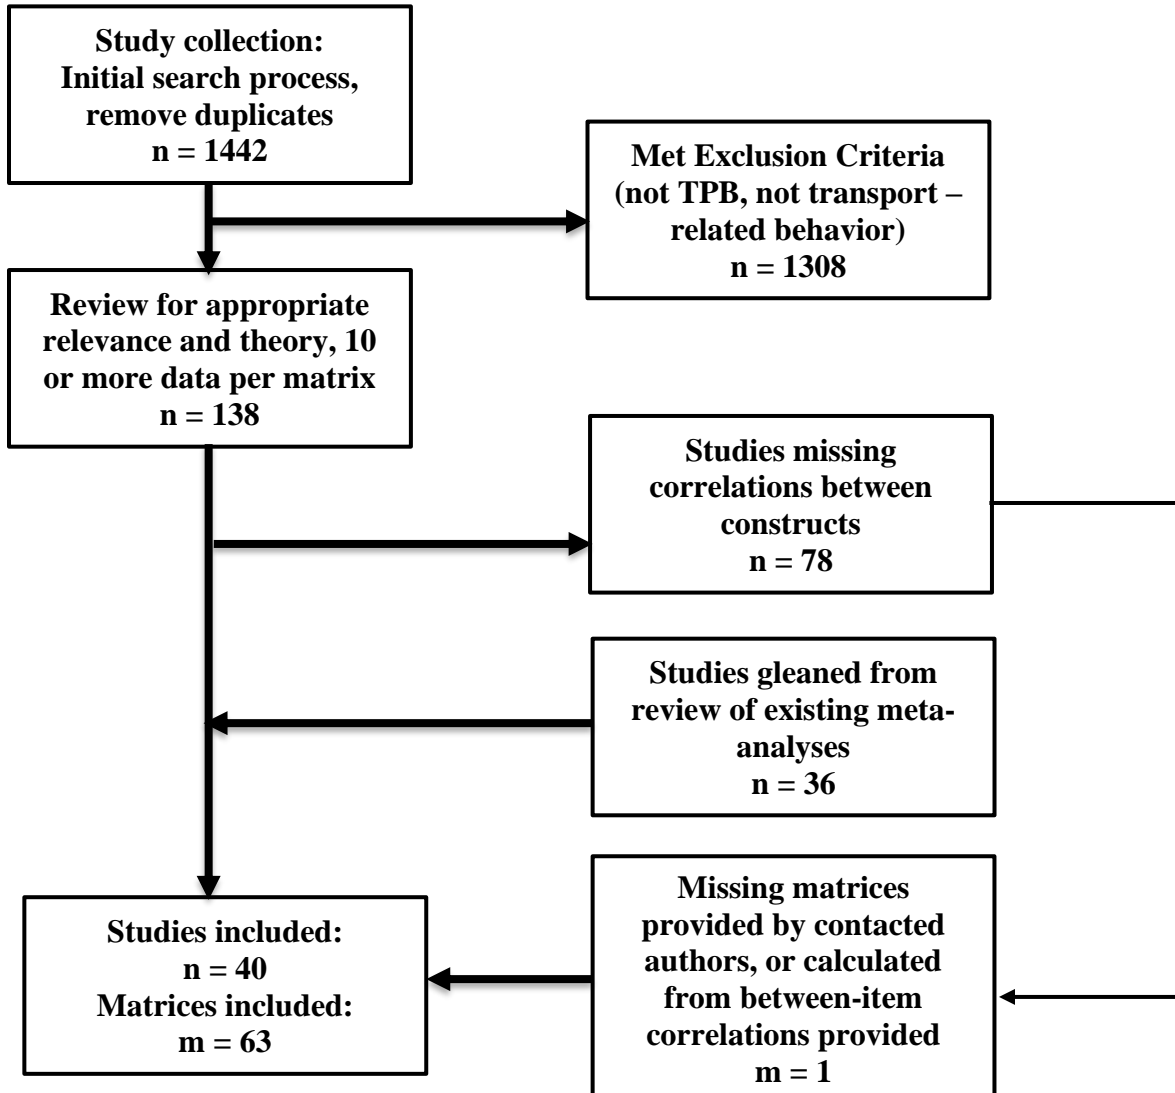 Study collection:
Initial search process,
remove duplicates
n = 1442
Met Exclusion Criteria
(not TPB, not transport –
related behavior)
n = 1308
Review for appropriate
relevance and theory, 10
or more data per matrix
n = 138
Studies missing
correlations between
constructs
n = 78
Studies gleaned from
review of existing meta-
analyses
n = 36
Missing matrices
provided by contacted
authors, or calculated
from between-item
correlations provided
m = 1
Studies included:
n = 40
Matrices included:
m = 63